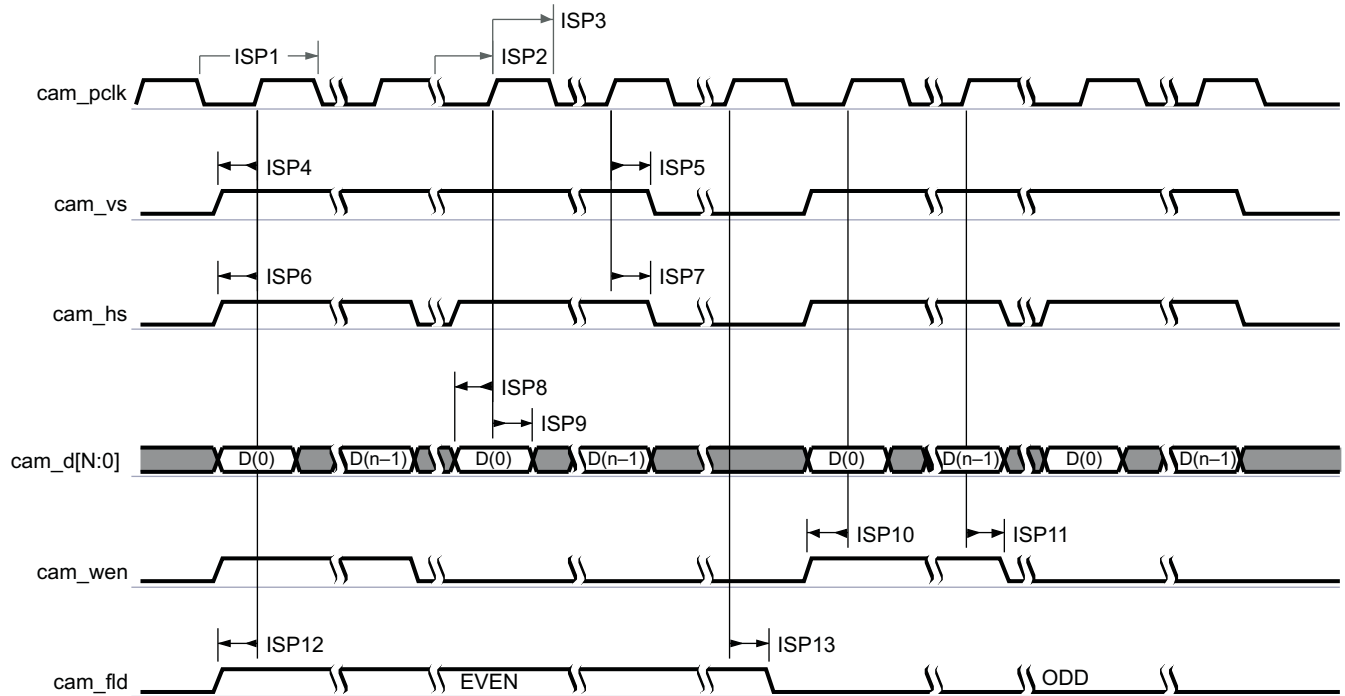 ISP3
ISP1
ISP2
cam_pclk
ISP4
ISP5
cam_vs
ISP6
ISP7
cam_hs
ISP8
ISP9
cam_d[N:0]
D(0) D(n–1) D(0) D(n–1) D(0) D(n–1) D(0) D(n–1)
ISP10
ISP11
cam_wen
ISP12
ISP13
cam_fld
EVEN
ODD